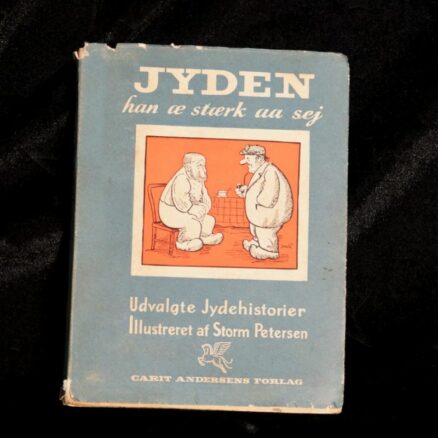 JYDEN
han æ stærk aa sej
Udvalgte Jydehistorier
Illustreret af Storm Petersen
CARIT ANDERSENS FORLAG